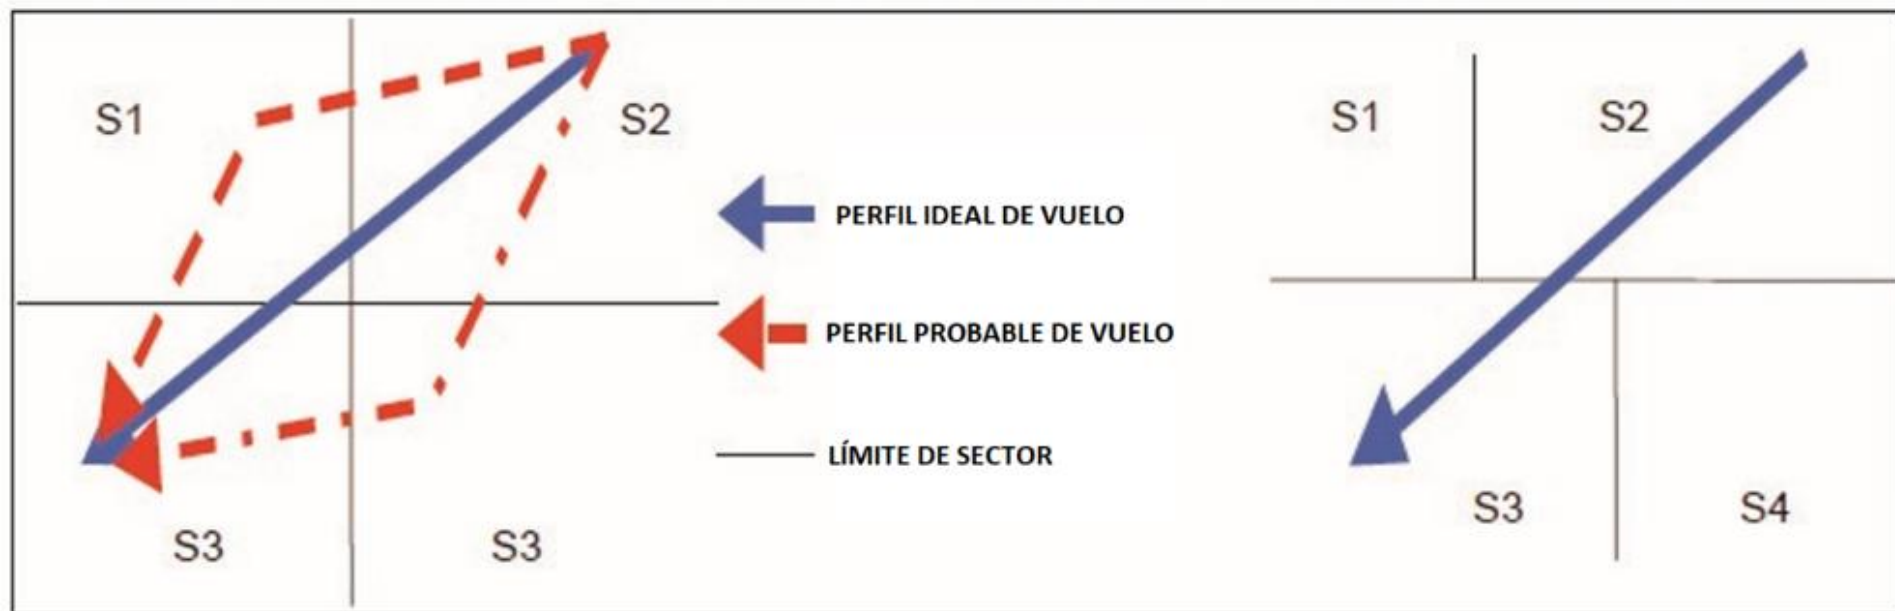 S1
S2
PERFIL IDEAL DE VUELO
PERFIL PROBABLE DE VUELO
LÍMITE DE SECTOR
S3
S3
S1
S2
S3
S4